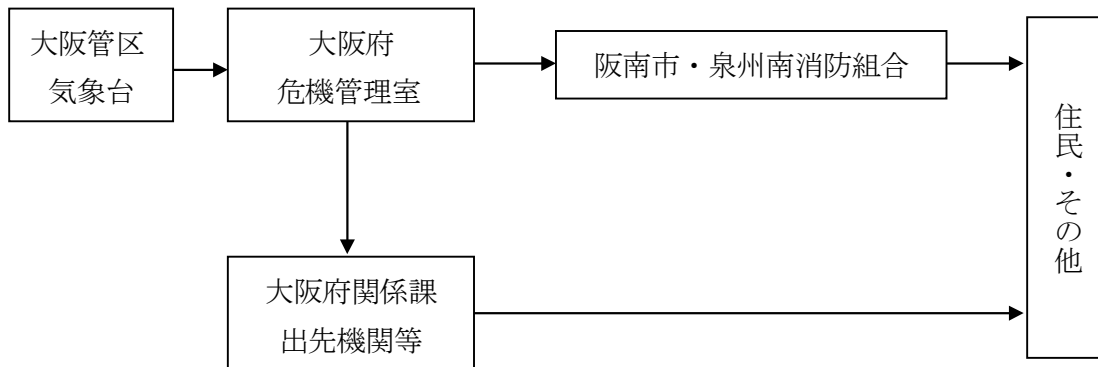 大阪管区
気象台
大阪府
危機管理室
阪南市・泉州南消防組合
住民・その他
大阪府関係課
出先機関等